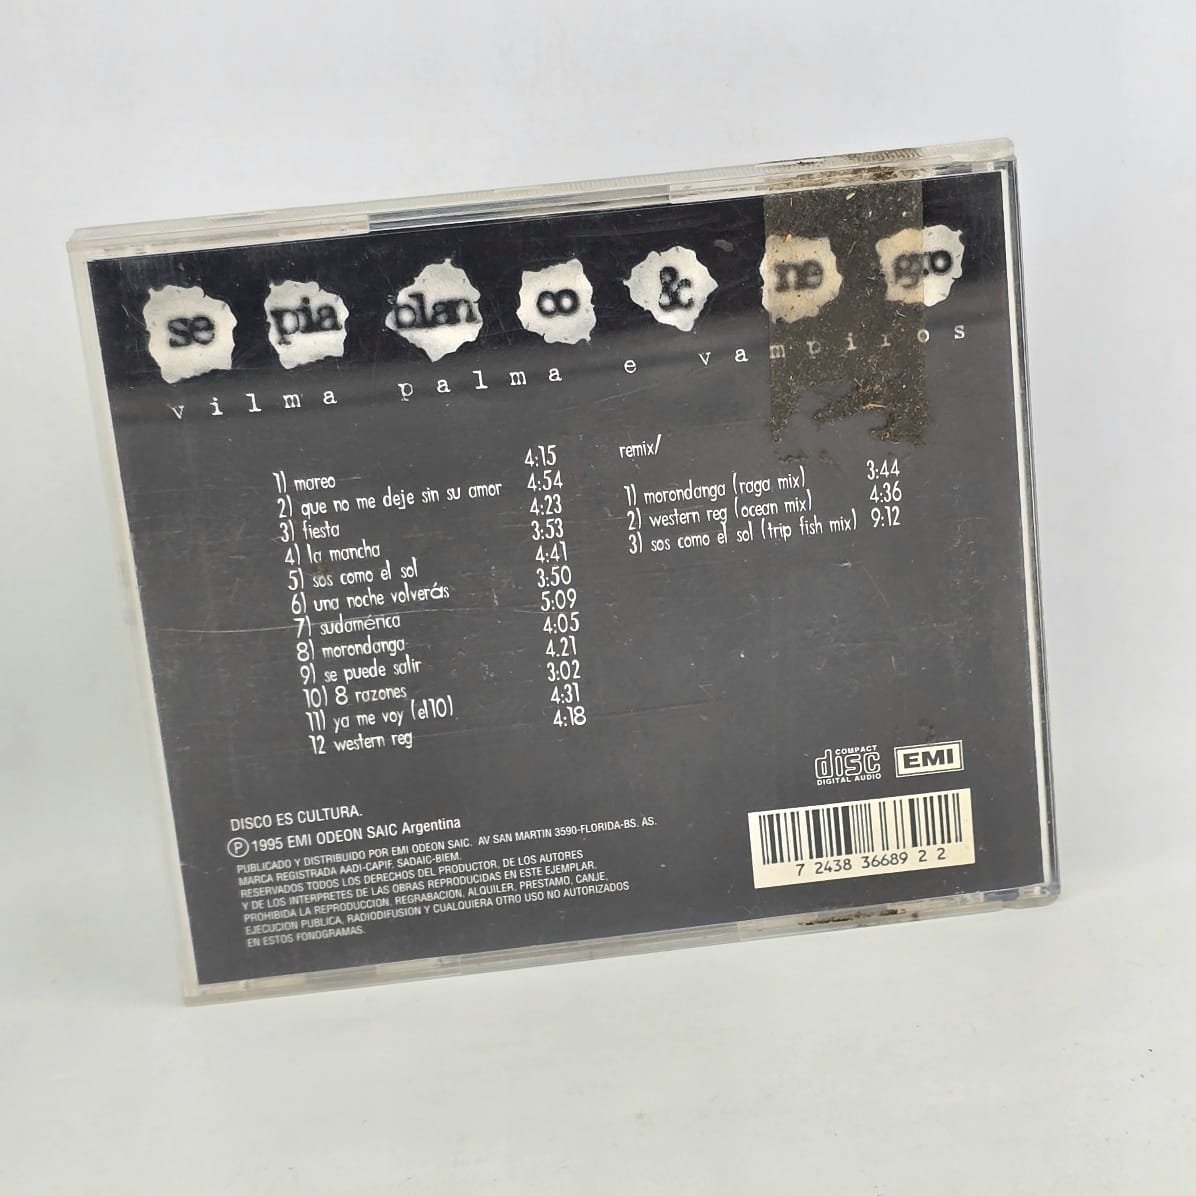 se pia blan co & ne gro
vilma palma e vampiros
1) mareo 4:15
2) que no me deje sin su amor 4:54
3) fiesta 4:23
4) la mancha 3:53
5) sos como el sol 4:41
6) una noche volverás 3:50
7) sudamérica 5:09
8) morondanga 4:05
9) se puede salir 4.21
10) 8 razones 3:02
11) ya me voy (el10) 4:31
12 western reg 4:18
remix/
1) morondanga (raga mix) 3:44
2) western reg (ocean mix) 4:36
3) sos como el sol (trip fish mix) 9:12
COMPACT
disc
DIGITAL AUDIO
EMI
DISCO ES CULTURA.
Ⓟ 1995 EMI ODEON SAIC Argentina
PUBLICADO Y DISTRIBUIDO POR EMI ODEON SAIC. AV SAN MARTIN 3590-FLORIDA-BS. AS.
MARCA REGISTRADA AADI-CAPIF, SADAIC-BIEM.
RESERVADOS TODOS LOS DERECHOS DEL PRODUCTOR, DE LOS AUTORES
Y DE LOS INTERPRETES DE LAS OBRAS REPRODUCIDAS EN ESTE EJEMPLAR.
PROHIBIDA LA REPRODUCCION, REGRABACION, ALQUILER, PRESTAMO, CANJE,
EJECUCION PUBLICA, RADIODIFUSION Y CUALQUIERA OTRO USO NO AUTORIZADOS
EN ESTOS FONOGRAMAS.
7 24383 66892 2